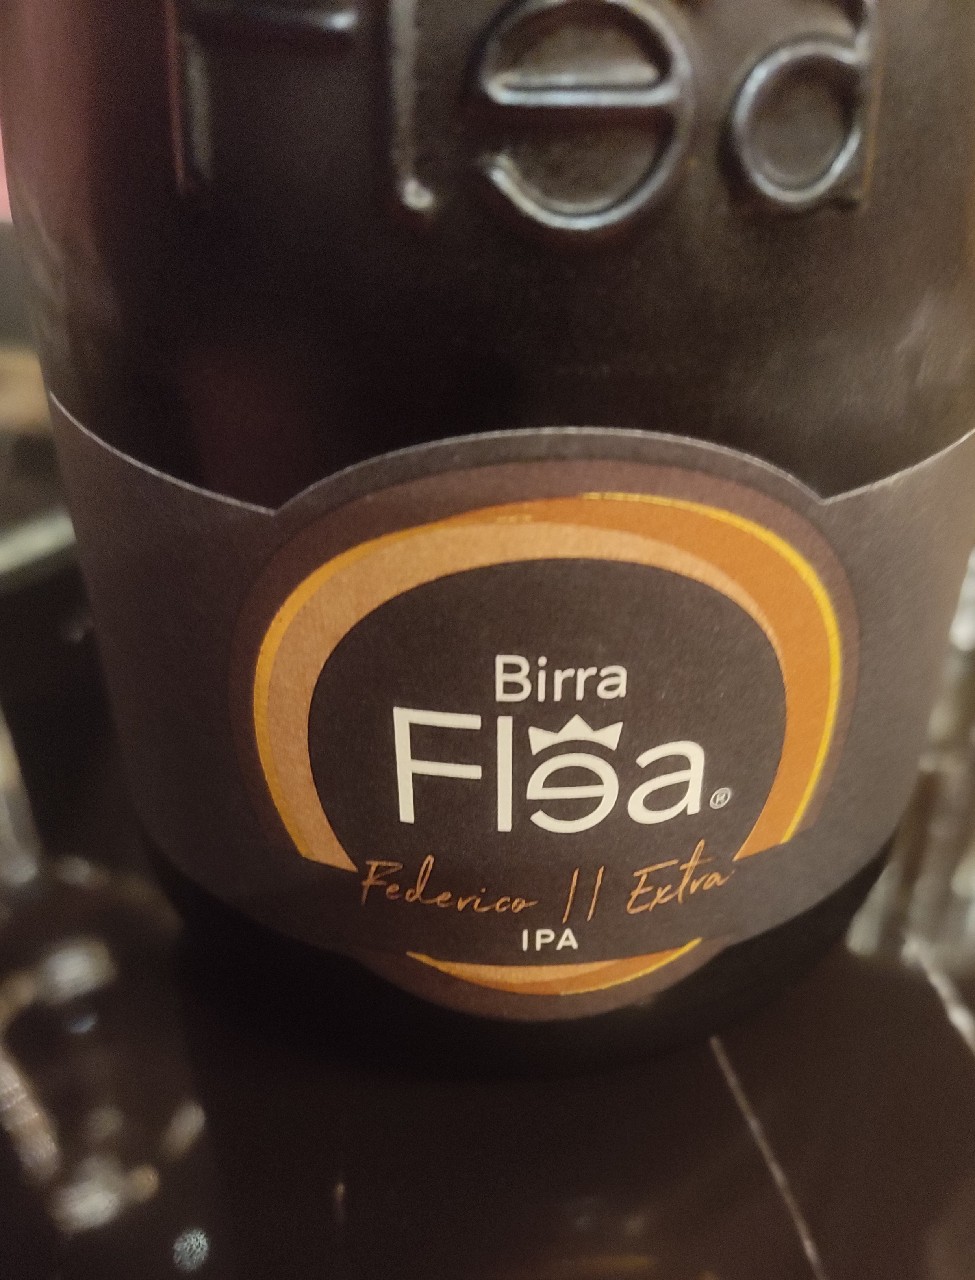 Flea
Birra
Flea®
Federico II Extra
IPA